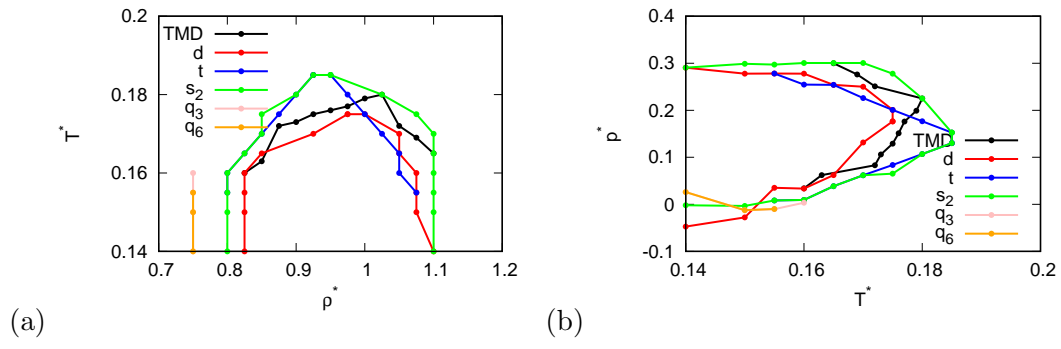 0.2
0.18
0.16
0.14
T*
TMD
d
t
s2
q3
q6
0.7 0.8 0.9 1 1.1 1.2
ρ*
(a)
0.4
0.3
0.2
0.1
0
-0.1
p*
TMD
d
t
s2
q3
q6
0.14 0.16 0.18 0.2
T*
(b)